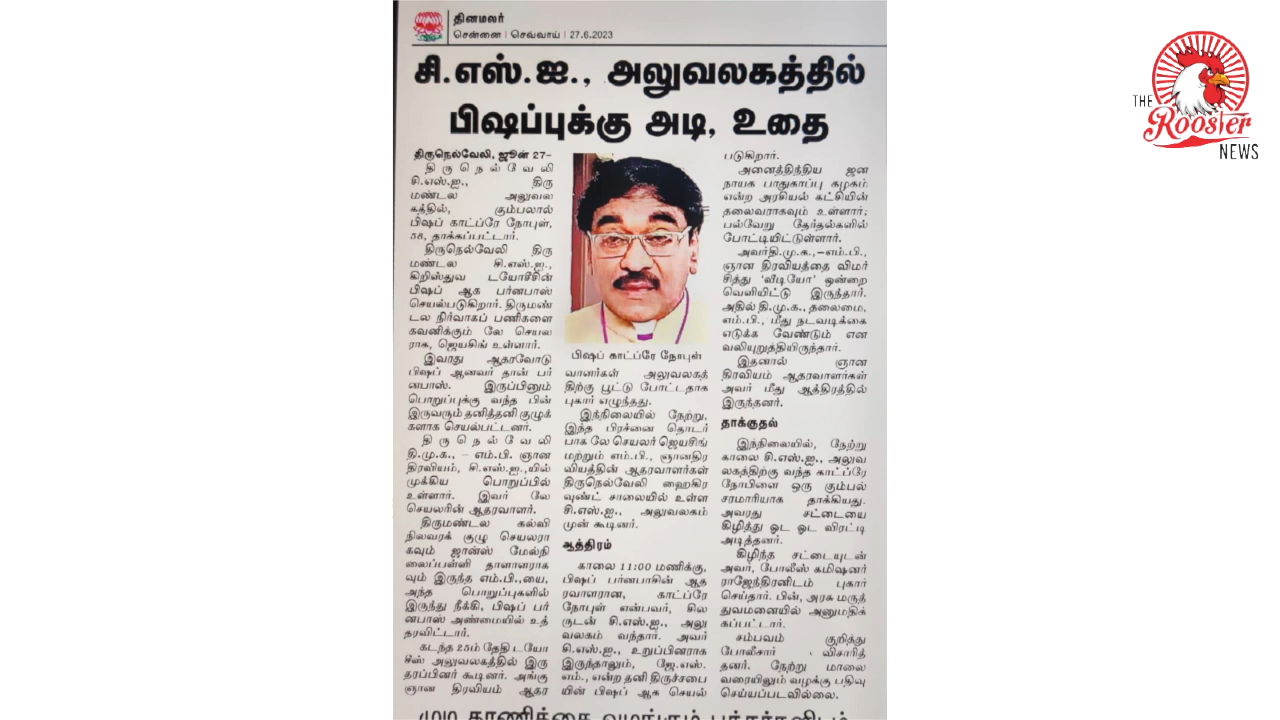 தினமலர்
சென்னை | செவ்வாய் | 27.6.2023
சி.எஸ்.ஐ., அலுவலகத்தில்
பிஷப்புக்கு அடி, உதை
திருநெல்வேலி, ஜூன் 27–
திருநெல்வேலி
சி.எஸ்.ஐ., திரு
மண்டல அலுவல
கத்தில், கும்பலால்
பிஷப் காட்ப்ரே நோபுள்,
58, தாக்கப்பட்டார்.
திருநெல்வேலி திரு
மண்டல சி.எஸ்.ஐ.,
கிறிஸ்துவ டயோசீசின்
பிஷப் ஆக பர்னபாஸ்
செயல்படுகிறார். திருமண்
டல நிர்வாகப் பணிகளை
கவனிக்கும் லே செயல
ராக, ஜெயசிங் உள்ளார்.
இவரது ஆதரவோடு
பிஷப் ஆனவர் தான் பர்
னபாஸ். இருப்பினும்
பொறுப்புக்கு வந்த பின்
இருவரும் தனித்தனி குழுக்
களாக செயல்பட்டனர்.
திருநெல்வேலி
தி.மு.க., – எம்.பி. ஞான
திரவியம், சி.எஸ்.ஐ.,யில்
முக்கிய பொறுப்பில்
உள்ளார். இவர் லே
செயலரின் ஆதரவாளர்.
திருமண்டல கல்வி
நிலவரக் குழு செயலரா
கவும் ஜான்ஸ் மேல்நி
லைப்பள்ளி தாளாளராக
வும் இருந்த எம்.பி.,யை,
அந்த பொறுப்புகளில்
இருந்து நீக்கி, பிஷப் பர்
னபாஸ் அண்மையில் உத்
தரவிட்டார்.
கடந்த 25ம் தேதி டயோ
சீஸ் அலுவலகத்தில் இரு
தரப்பினர் கூடினர். அங்கு
ஞான திரவியம் ஆதர
பிஷப் காட்ப்ரே நோபுள்
வாளர்கள் அலுவலகத்
திற்கு பூட்டு போட்டதாக
புகார் எழுந்தது.
இந்நிலையில் நேற்று,
இந்த பிரச்னை தொடர்
பாக லே செயலர் ஜெயசிங்
மற்றும் எம்.பி., ஞானதிர
வியத்தின் ஆதரவாளர்கள்
திருநெல்வேலி ஹைகிர
வுண்ட் சாலையில் உள்ள
சி.எஸ்.ஐ., அலுவலகம்
முன் கூடினர்.
ஆத்திரம்
காலை 11:00 மணிக்கு,
பிஷப் பர்னபாசின் ஆத
ரவாளரான, காட்ப்ரே
நோபுள் என்பவர், சில
ருடன் சி.எஸ்.ஐ., அலு
வலகம் வந்தார். அவர்
சி.எஸ்.ஐ., உறுப்பினராக
இருந்தாலும், ஜே.எஸ்.
எம்., என்ற தனி திருச்சபை
யின் பிஷப் ஆக செயல்
படுகிறார்.
அனைத்திந்திய ஜன
நாயக பாதுகாப்பு கழகம்
என்ற அரசியல் கட்சியின்
தலைவராகவும் உள்ளார்;
பல்வேறு தேர்தல்களில்
போட்டியிட்டுள்ளார்.
அவர்தி.மு.க.,–எம்.பி.,
ஞான திரவியத்தை விமர்
சித்து 'வீடியோ' ஒன்றை
வெளியிட்டு இருந்தார்.
அதில் தி.மு.க., தலைமை,
எம்.பி., மீது நடவடிக்கை
எடுக்க வேண்டும் என
வலியுறுத்தியிருந்தார்.
இதனால் ஞான
திரவியம் ஆதரவாளர்கள்
அவர் மீது ஆத்திரத்தில்
இருந்தனர்.
தாக்குதல்
இந்நிலையில், நேற்று
காலை சி.எஸ்.ஐ., அலுவ
லகத்திற்கு வந்த காட்ப்ரே
நோபினை ஒரு கும்பல்
சரமாரியாக தாக்கியது.
அவரது சட்டையை
கிழித்து ஓட ஓட விரட்டி
அடித்தனர்.
கிழிந்த சட்டையுடன்
அவர், போலீஸ் கமிஷனர்
ராஜேந்திரனிடம் புகார்
செய்தார். பின், அரசு மருத்
துவமனையில் அனுமதிக்
கப்பட்டார்.
சம்பவம் குறித்து
போலீசார் விசாரித்
தனர். நேற்று மாலை
வரையிலும் வழக்கு பதிவு
செய்யப்படவில்லை.
THE
Rooster
NEWS